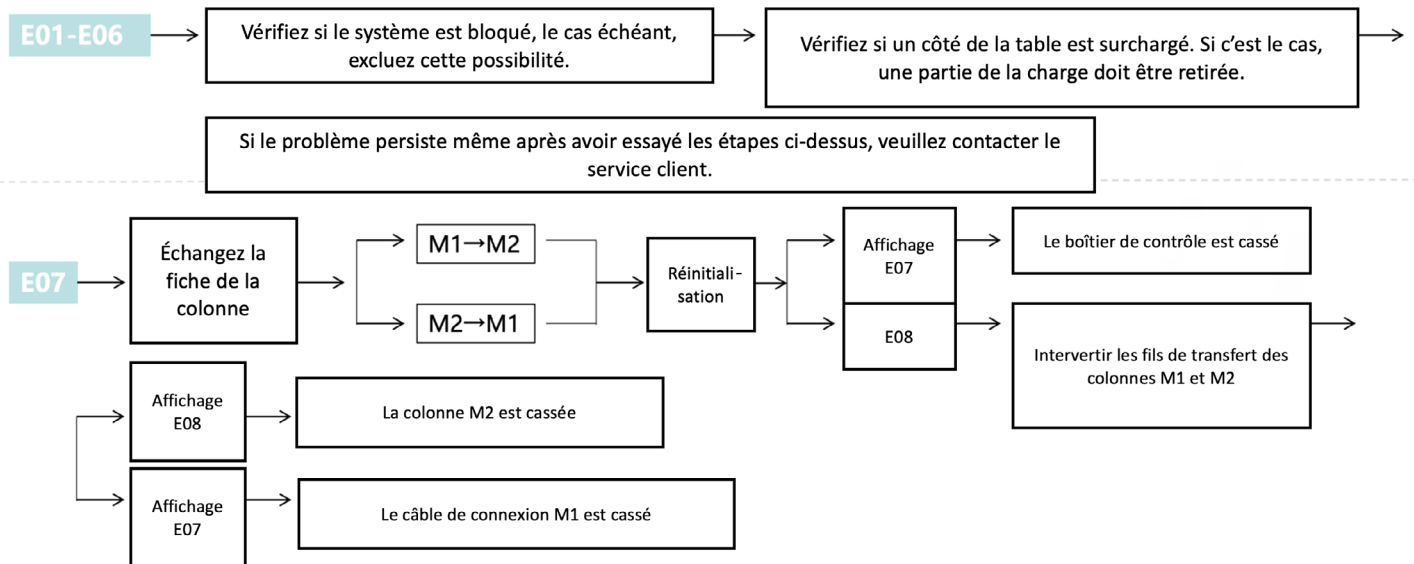 E01-E06
Vérifiez si le système est bloqué, le cas échéant,
excluez cette possibilité.
Vérifiez si un côté de la table est surchargé. Si c'est le cas,
une partie de la charge doit être retirée.
Si le problème persiste même après avoir essayé les étapes ci-dessus, veuillez contacter le
service client.
E07
Échangez la
fiche de la
colonne
M1→M2
M2→M1
Réinitiali-
sation
Affichage
E07
Le boîtier de contrôle est cassé
E08
Intervertir les fils de transfert des
colonnes M1 et M2
Affichage
E08
La colonne M2 est cassée
Affichage
E07
Le câble de connexion M1 est cassé